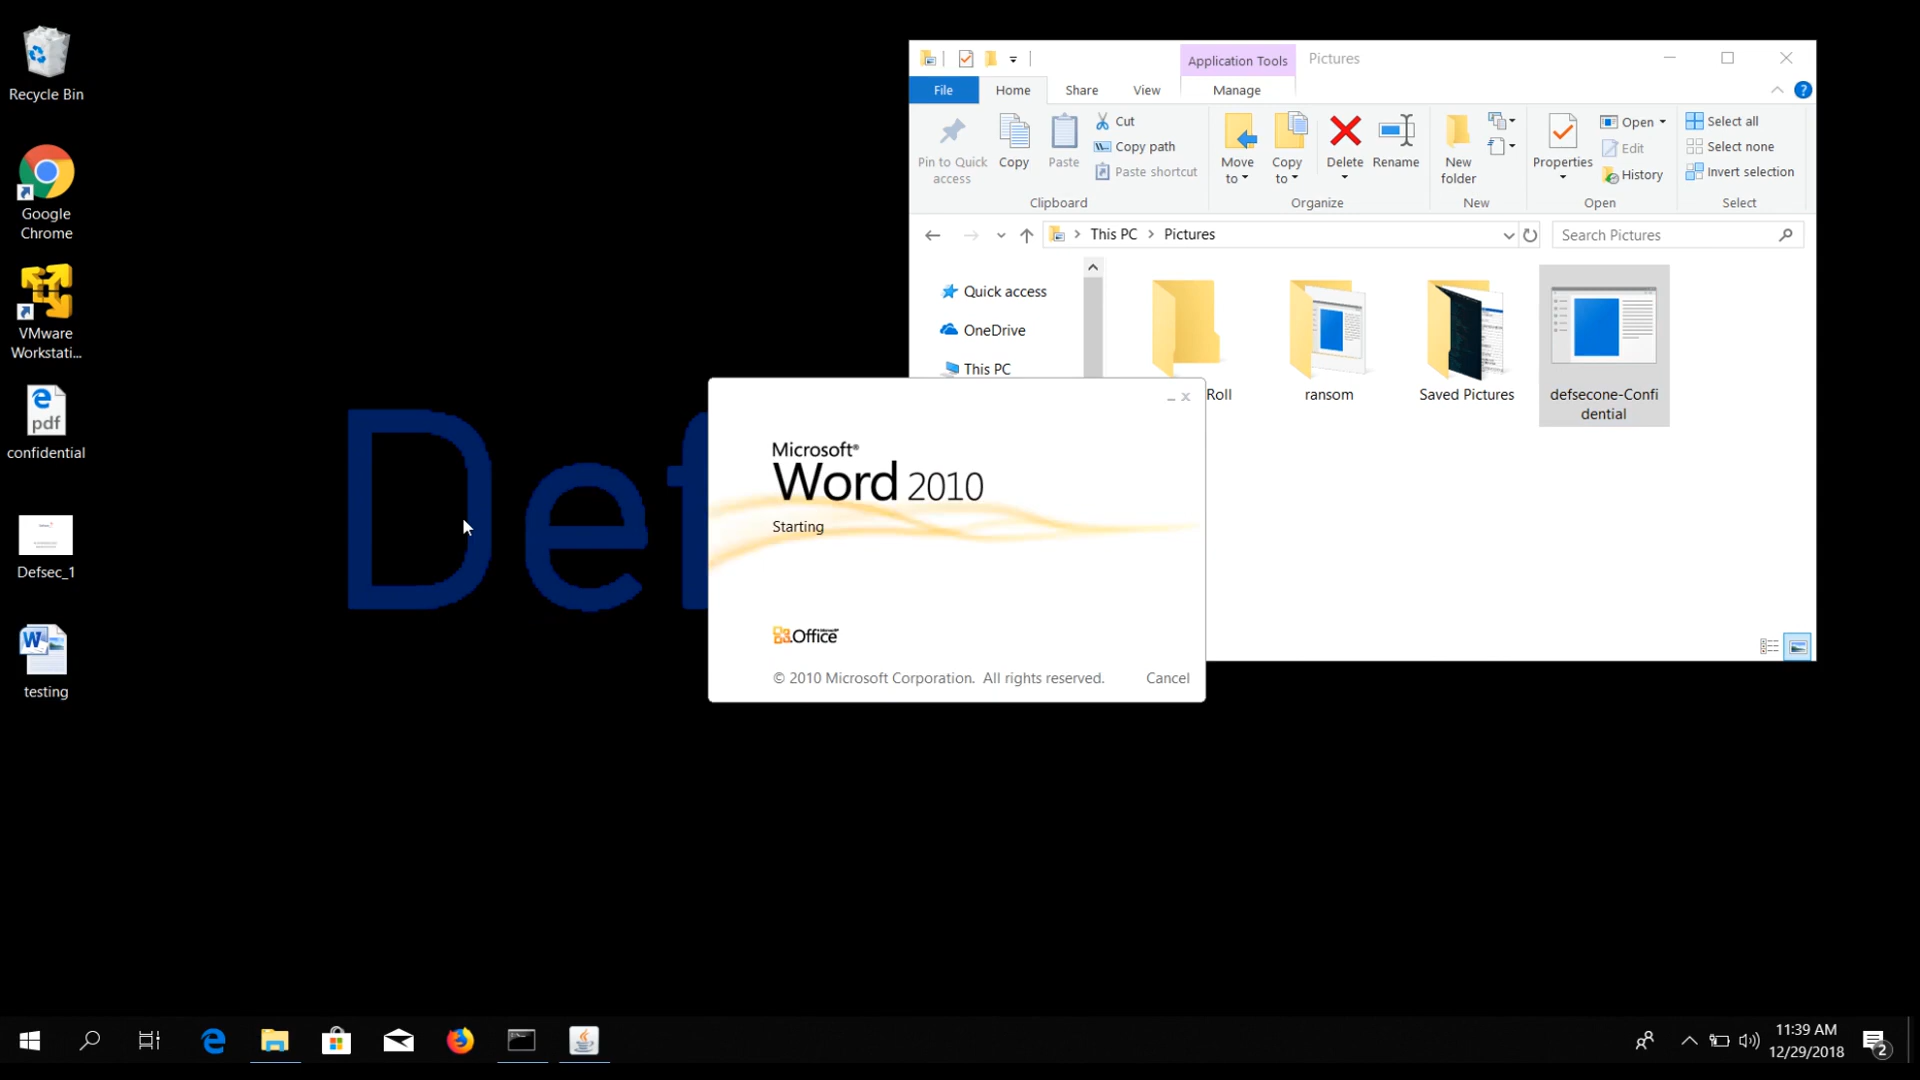 Recycle Bin
Google
Chrome
VMware
Workstati...
pdf
confidential
Defsec_1
W
testing
Def
Application Tools
Pictures
File
Home
Share
View
Manage
Pin to Quick
access
Copy
Paste
Cut
Copy path
Paste shortcut
Clipboard
Move
to
Copy
to
Delete
Rename
Organize
New
folder
New
Properties
Open
Edit
History
Open
Select all
Select none
Invert selection
Select
This PC
Pictures
Search Pictures
Quick access
OneDrive
This PC
Roll
ransom
Saved Pictures
defsecone-Confi
dential
Microsoft®
Word 2010
Starting
Office
© 2010 Microsoft Corporation. All rights reserved.
Cancel
11:39 AM
12/29/2018
2